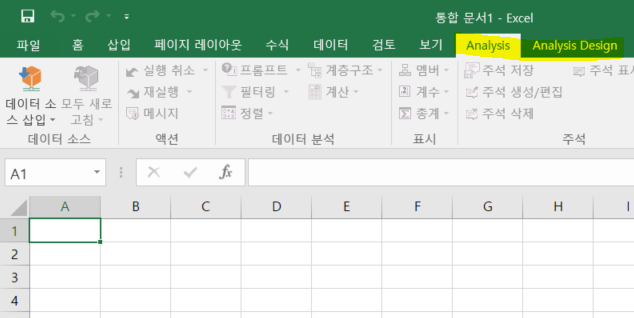 통합 문서1 - Excel
파일 홈 삽입 페이지 레이아웃 수식 데이터 검토 보기 Analysis Analysis Design
데이터 소스 삽입 모두 새로 고침 실행 취소 프롬프트 계층구조 멤버 주석 저장 주석 표시
재실행 필터링 계산 계수 주석 생성/편집
메시지 정렬 총계 주석 삭제
데이터 소스 액션 데이터 분석 표시 주석
A1 fx
A B C D E F G H I
1
2
3
4